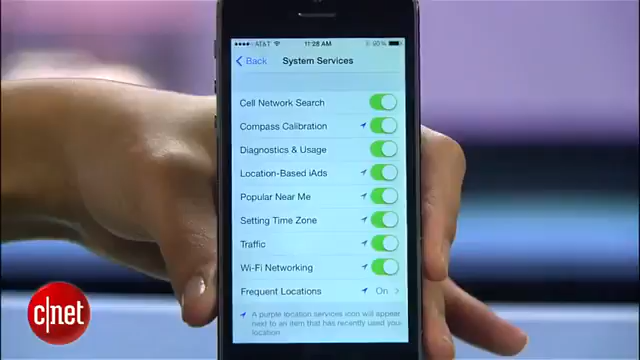 AT&T 11:28 AM 90%
Back System Services
Cell Network Search
Compass Calibration
Diagnostics & Usage
Location-Based iAds
Popular Near Me
Setting Time Zone
Traffic
Wi-Fi Networking
Frequent Locations On
A purple location services icon will appear
next to an item that has recently used your
location.
c|net